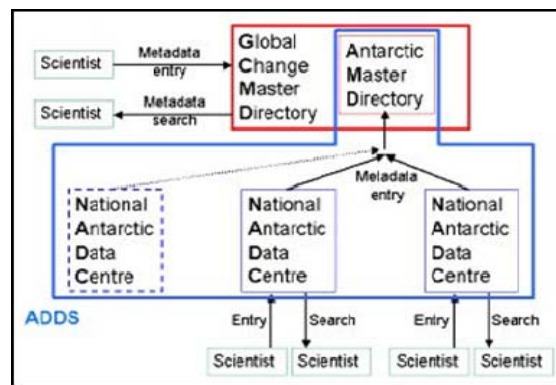 Scientist
Metadata
entry
Global
Change
Master
Directory
Antarctic
Master
Directory
Scientist
Metadata
search
Meladata
entry
National
Antarctic
Data
Centre
National
Antarctic
Data
Centre
National
Antarctic
Data
Centre
ADDS
Entry
Search
Entry
Search
Scientist
Scientist
Scientist
Scientist